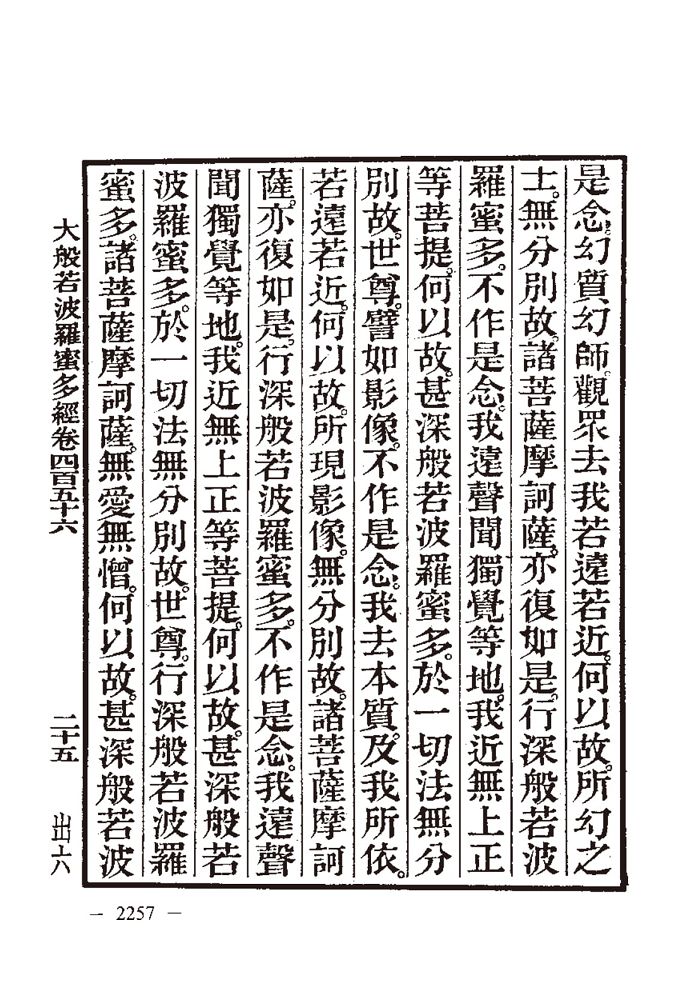 是念。幻質幻師。觀眾去我若遠若近。何以故。所幻之
士。無分別故。諸菩薩摩訶薩。亦復如是。行深般若波
羅蜜多。不作是念。我遠聲聞獨覺等地。我近無上正
等菩提。何以故。甚深般若波羅蜜多。於一切法無分
別故。世尊。譬如影像。不作是念。我去本質。及我所依。
若遠若近。何以故。所現影像。無分別故。諸菩薩摩訶
薩。亦復如是。行深般若波羅蜜多。不作是念。我遠聲
聞獨覺等地。我近無上正等菩提。何以故。甚深般若
波羅蜜多。於一切法無分別故。世尊。行深般若波羅
蜜多。諸菩薩摩訶薩。無愛無憎。何以故。甚深般若波
大般若波羅蜜多經卷四百五十六 二十五 出六
— 2257 —